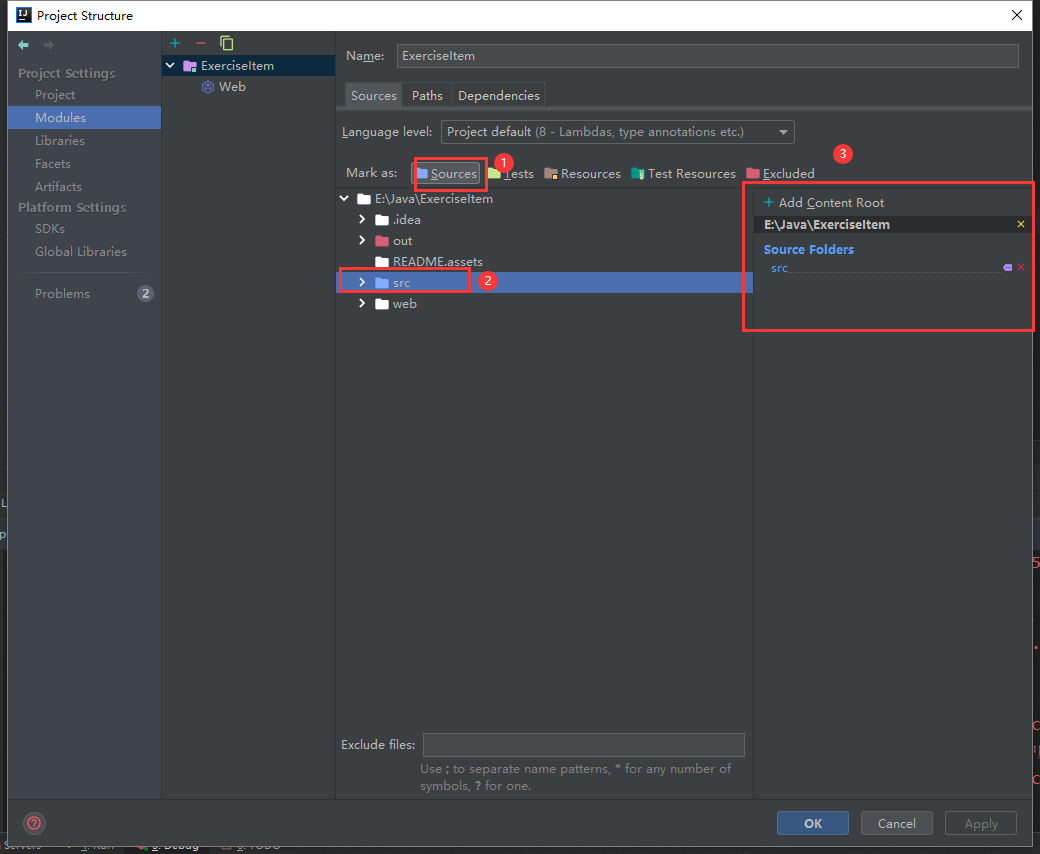 Project Structure
Project Settings
Project
Modules
Libraries
Facets
Artifacts
Platform Settings
SDKs
Global Libraries
Problems 2
ExerciseItem
Web
Name: ExerciseItem
Sources Paths Dependencies
Language level: Project default (8 - Lambdas, type annotations etc.)
Mark as: Sources Tests Resources Test Resources Excluded
1
3
E:\Java\ExerciseItem
.idea
out
README.assets
src
2
web
+ Add Content Root
E:\Java\ExerciseItem
Source Folders
src
Exclude files:
Use ; to separate name patterns, * for any number of
symbols, ? for one.
?
OK Cancel Apply